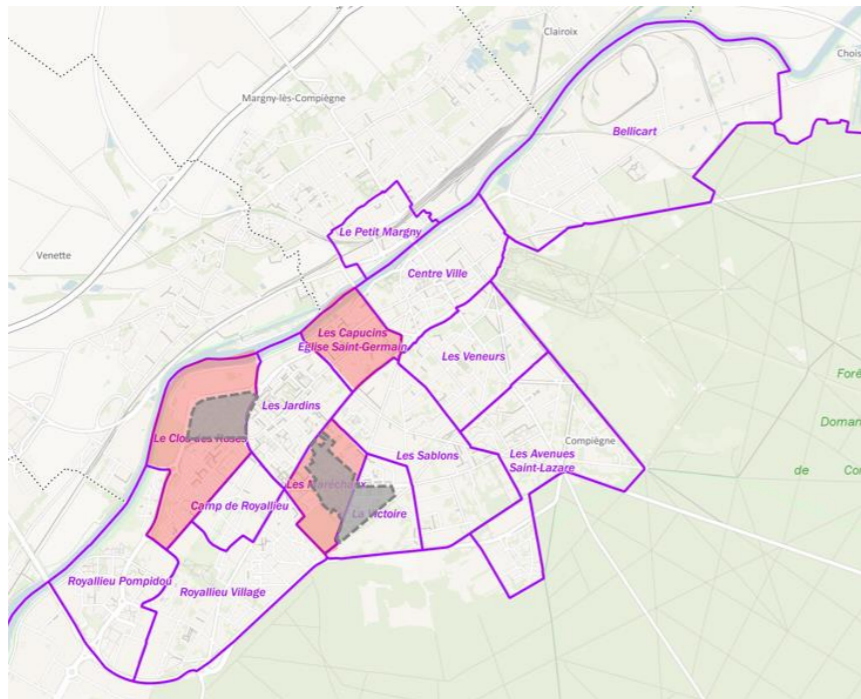 Clairoix
Choi
Margny-lès-Compiègne
Bellicart
Le Petit Margny
Venette
Centre Ville
Les Capucins
Eglise Saint-Germain
Les Veneurs
Forê
Les Jardins
Doman
Le Clos des Roses
Les Sablons
Les Avenues
Saint-Lazare
Compiègne
de
Co
Les Maréchaux
Camp de Royallieu
La Victoire
Royallieu Pompidou
Royallieu Village